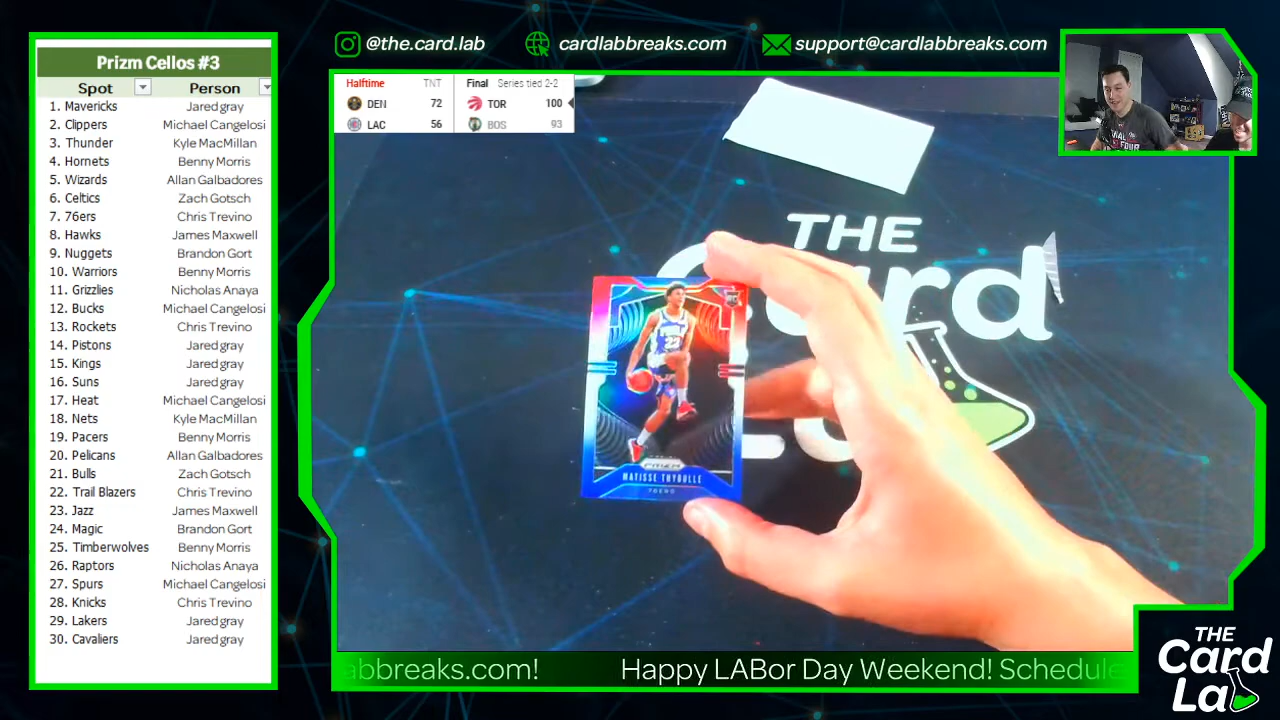 @the.card.lab
cardlabbreaks.com
support@cardlabbreaks.com
Prizm Cellos #3
Spot Person
1. Mavericks Jared gray
2. Clippers Michael Cangelosi
3. Thunder Kyle MacMillan
4. Hornets Benny Morris
5. Wizards Allan Galbadores
6. Celtics Zach Gotsch
7. 76ers Chris Trevino
8. Hawks James Maxwell
9. Nuggets Brandon Gort
10. Warriors Benny Morris
11. Grizzlies Nicholas Anaya
12. Bucks Michael Cangelosi
13. Rockets Chris Trevino
14. Pistons Jared gray
15. Kings Jared gray
16. Suns Jared gray
17. Heat Michael Cangelosi
18. Nets Kyle MacMillan
19. Pacers Benny Morris
20. Pelicans Allan Galbadores
21. Bulls Zach Gotsch
22. Trail Blazers Chris Trevino
23. Jazz James Maxwell
24. Magic Brandon Gort
25. Timberwolves Benny Morris
26. Raptors Nicholas Anaya
27. Spurs Michael Cangelosi
28. Knicks Chris Trevino
29. Lakers Jared gray
30. Cavaliers Jared gray
Halftime TNT
DEN 72
LAC 56
Final Series tied 2-2
TOR 100
BOS 93
THE
Card
PRIZM
MATISSE THYBULLE
76ERS
abbreaks.com! Happy LABor Day Weekend! Schedule
THE
Card
Lab